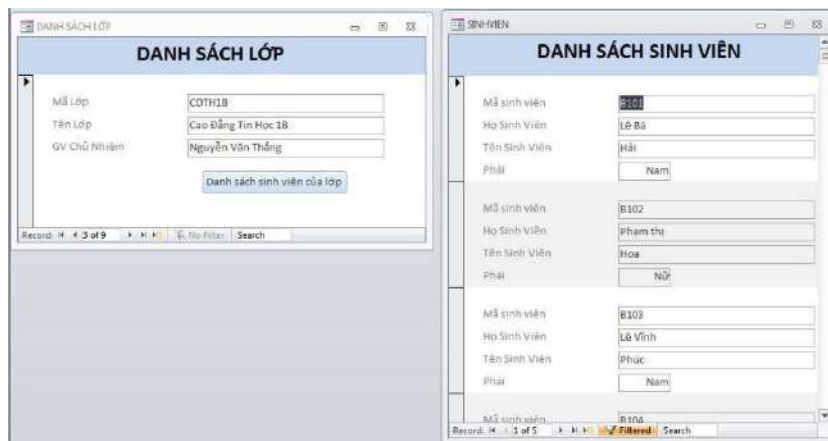 DANH SÁCH LỚP
DANH SÁCH LỚP
Mã Lớp CDTH1B
Tên Lớp Cao Đẳng Tin Học 1B
GV Chủ Nhiệm Nguyễn Văn Thắng
Danh sách sinh viên của lớp
Record: 3 of 9 No Filter Search
SINHVIEN
DANH SÁCH SINH VIÊN
Mã sinh viên B101
Họ Sinh Viên Lê Bá
Tên Sinh Viên Hải
Phái Nam
Mã sinh viên B102
Họ Sinh Viên Phạm thị
Tên Sinh Viên Hoa
Phái Nữ
Mã sinh viên B103
Họ Sinh Viên Lê Vĩnh
Tên Sinh Viên Phúc
Phái Nam
Mã sinh viên B104
Record: 1 of 5 Filtered Search